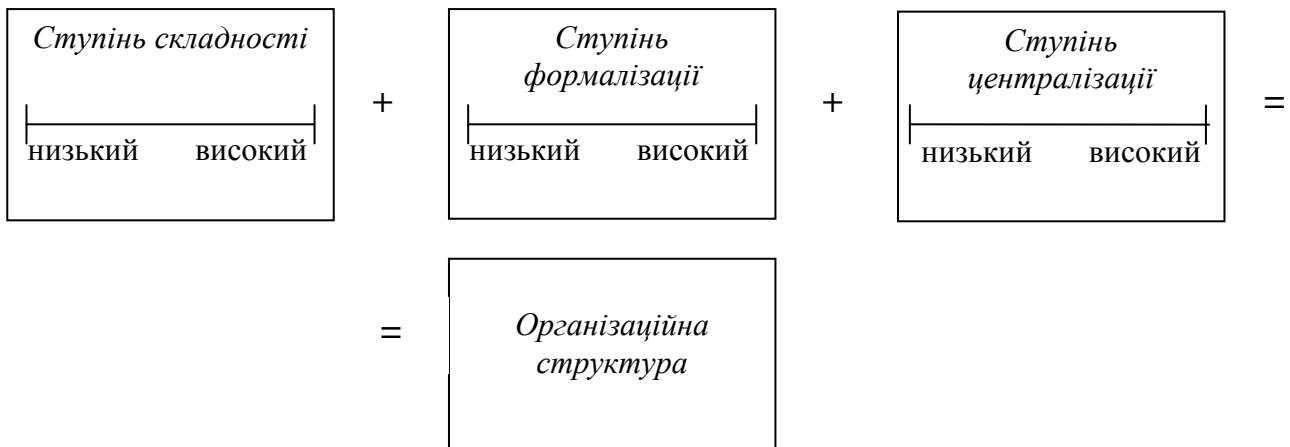 Ступінь складності
низький високий
+
Ступінь
формалізації
низький високий
+
Ступінь
централізації
низький високий
=
=
Організаційна
структура